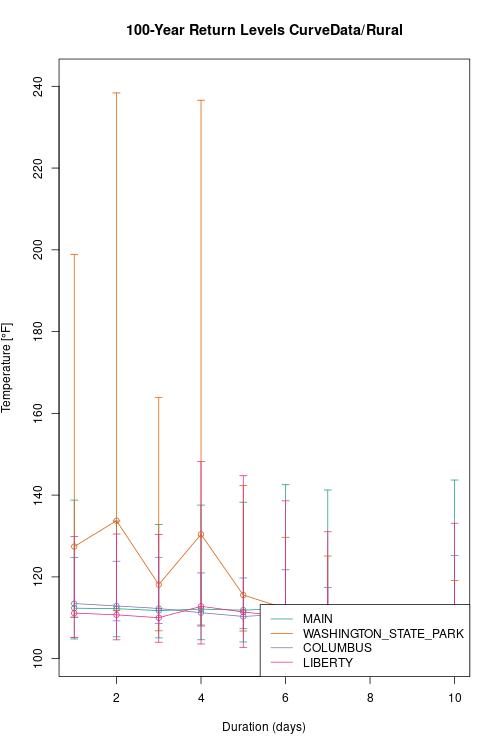 100-Year Return Levels CurveData/Rural
Temperature [°F]
240
220
200
180
160
140
120
100
MAIN
WASHINGTON_STATE_PARK
COLUMBUS
LIBERTY
2 4 6 8 10
Duration (days)